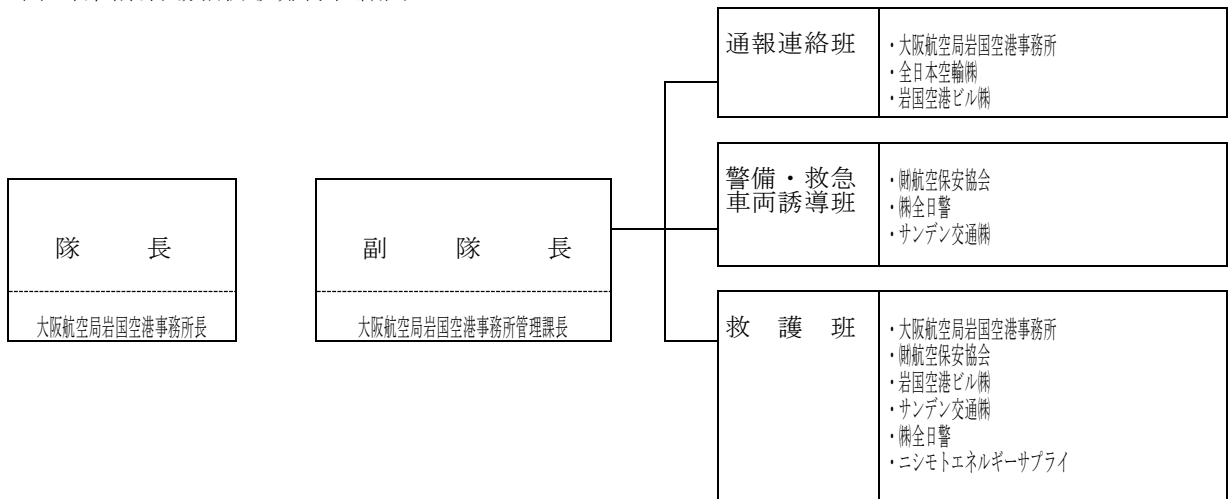 通報連絡班
・大阪航空局岩国空港事務所
・全日本空輸㈱
・岩国空港ビル㈱
警備・救急
車両誘導班
・㈶航空保安協会
・㈱全日警
・サンデン交通㈱
隊　長
大阪航空局岩国空港事務所長
副　隊　長
大阪航空局岩国空港事務所管理課長
救　護　班
・大阪航空局岩国空港事務所
・㈶航空保安協会
・岩国空港ビル㈱
・サンデン交通㈱
・㈱全日警
・ニシモトエネルギーサプライ